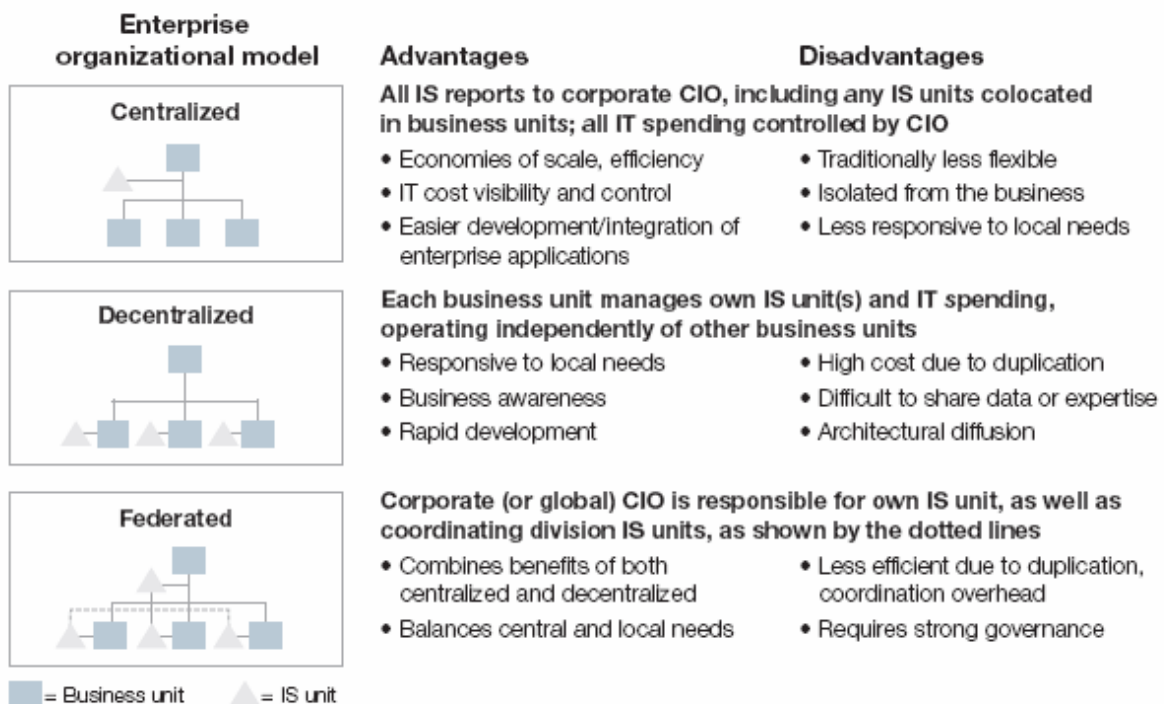 Enterprise
organizational model
Advantages
Disadvantages
Centralized
All IS reports to corporate CIO, including any IS units colocated
in business units; all IT spending controlled by CIO
• Economies of scale, efficiency
• IT cost visibility and control
• Easier development/integration of
enterprise applications
• Traditionally less flexible
• Isolated from the business
• Less responsive to local needs
Decentralized
Each business unit manages own IS unit(s) and IT spending,
operating independently of other business units
• Responsive to local needs
• Business awareness
• Rapid development
• High cost due to duplication
• Difficult to share data or expertise
• Architectural diffusion
Federated
Corporate (or global) CIO is responsible for own IS unit, as well as
coordinating division IS units, as shown by the dotted lines
• Combines benefits of both
centralized and decentralized
• Balances central and local needs
• Less efficient due to duplication,
coordination overhead
• Requires strong governance
= Business unit
= IS unit